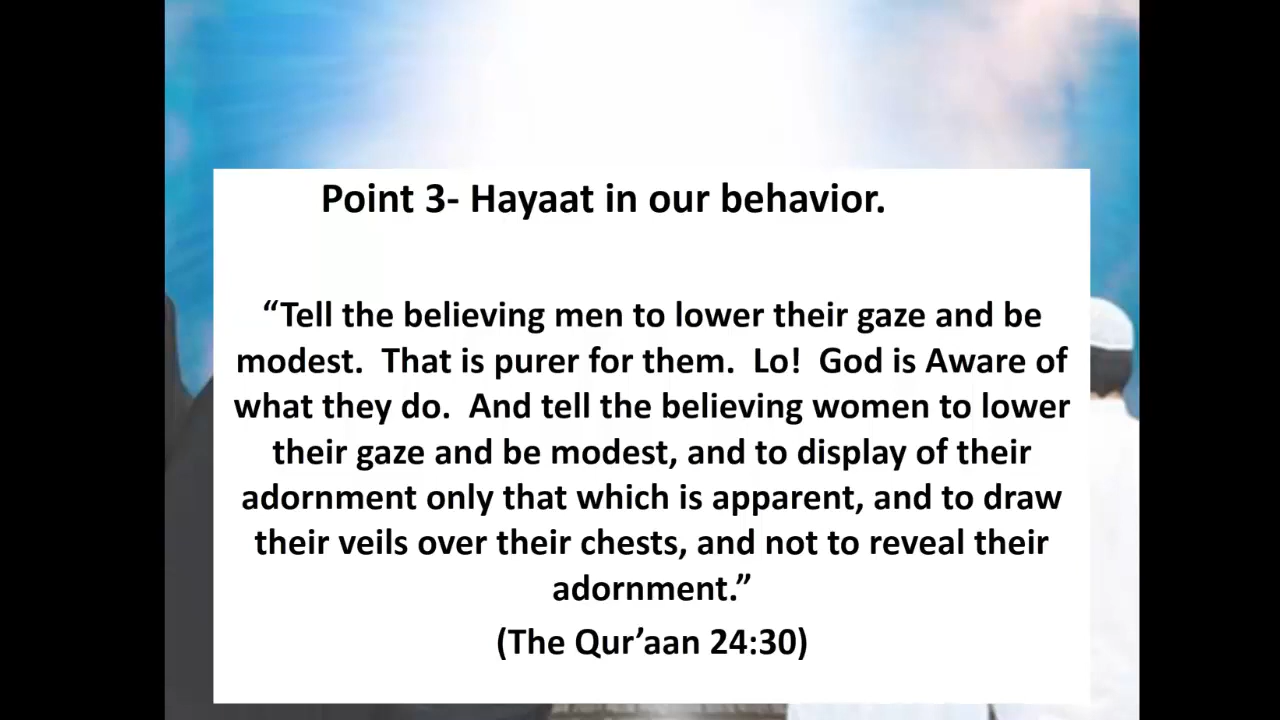 Point 3- Hayaat in our behavior.
“Tell the believing men to lower their gaze and be
modest.  That is purer for them.  Lo!  God is Aware of
what they do.  And tell the believing women to lower
their gaze and be modest, and to display of their
adornment only that which is apparent, and to draw
their veils over their chests, and not to reveal their
adornment.”
(The Qur’aan 24:30)